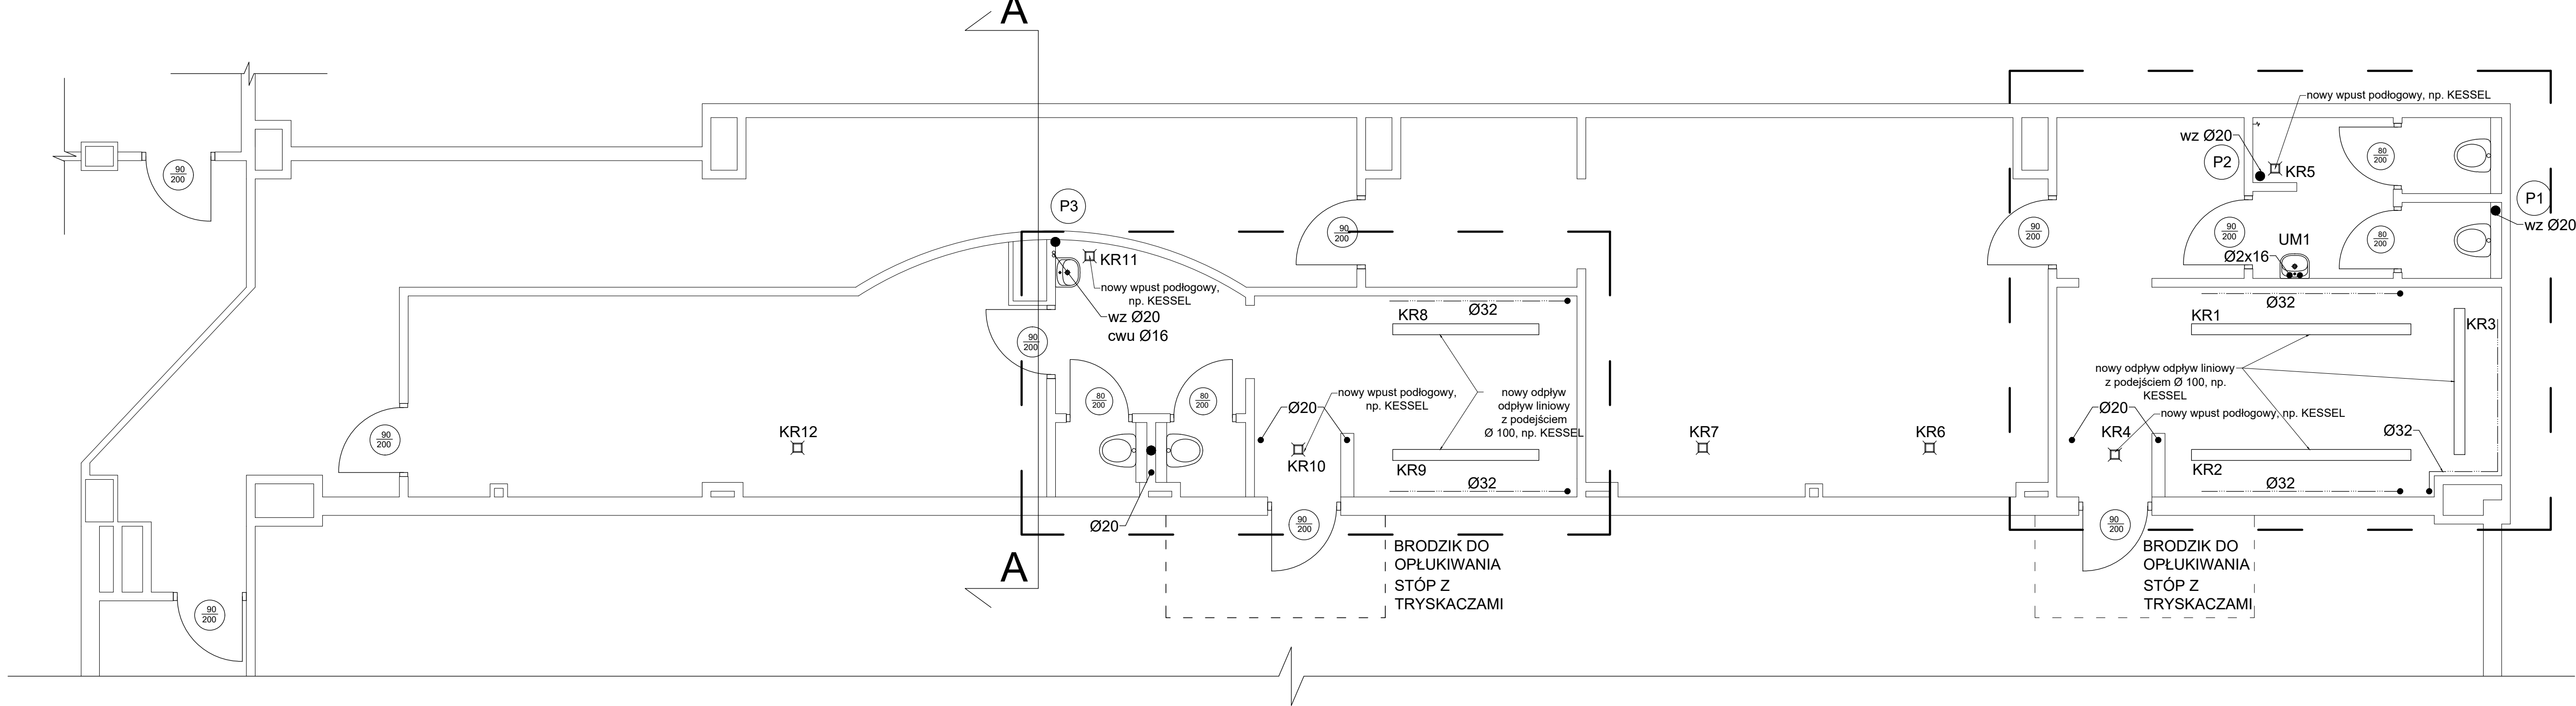 A
nowy wpust podłogowy, np. KESSEL
wz Ø20
P2
KR5
80
200
90
200
P1
wz Ø20
P3
90
200
90
200
90
200
80
200
UM1
Ø2x16
KR11
nowy wpust podłogowy,
np. KESSEL
wz Ø20
cwu Ø16
90
200
Ø32
KR8
Ø32
KR1
KR3
nowy odpływ odpływ liniowy
z podejściem Ø 100, np.
KESSEL
80
200
80
200
nowy wpust podłogowy,
np. KESSEL
nowy odpływ
odpływ liniowy
z podejściem
Ø 100, np. KESSEL
Ø20
Ø20
nowy wpust podłogowy, np. KESSEL
90
200
KR12
KR7
KR6
KR4
Ø32
KR10
KR9
KR2
Ø32
Ø32
Ø20
90
200
90
200
A
BRODZIK DO
OPŁUKIWANIA
STÓP Z
TRYSKACZAMI
BRODZIK DO
OPŁUKIWANIA
STÓP Z
TRYSKACZAMI
90
200